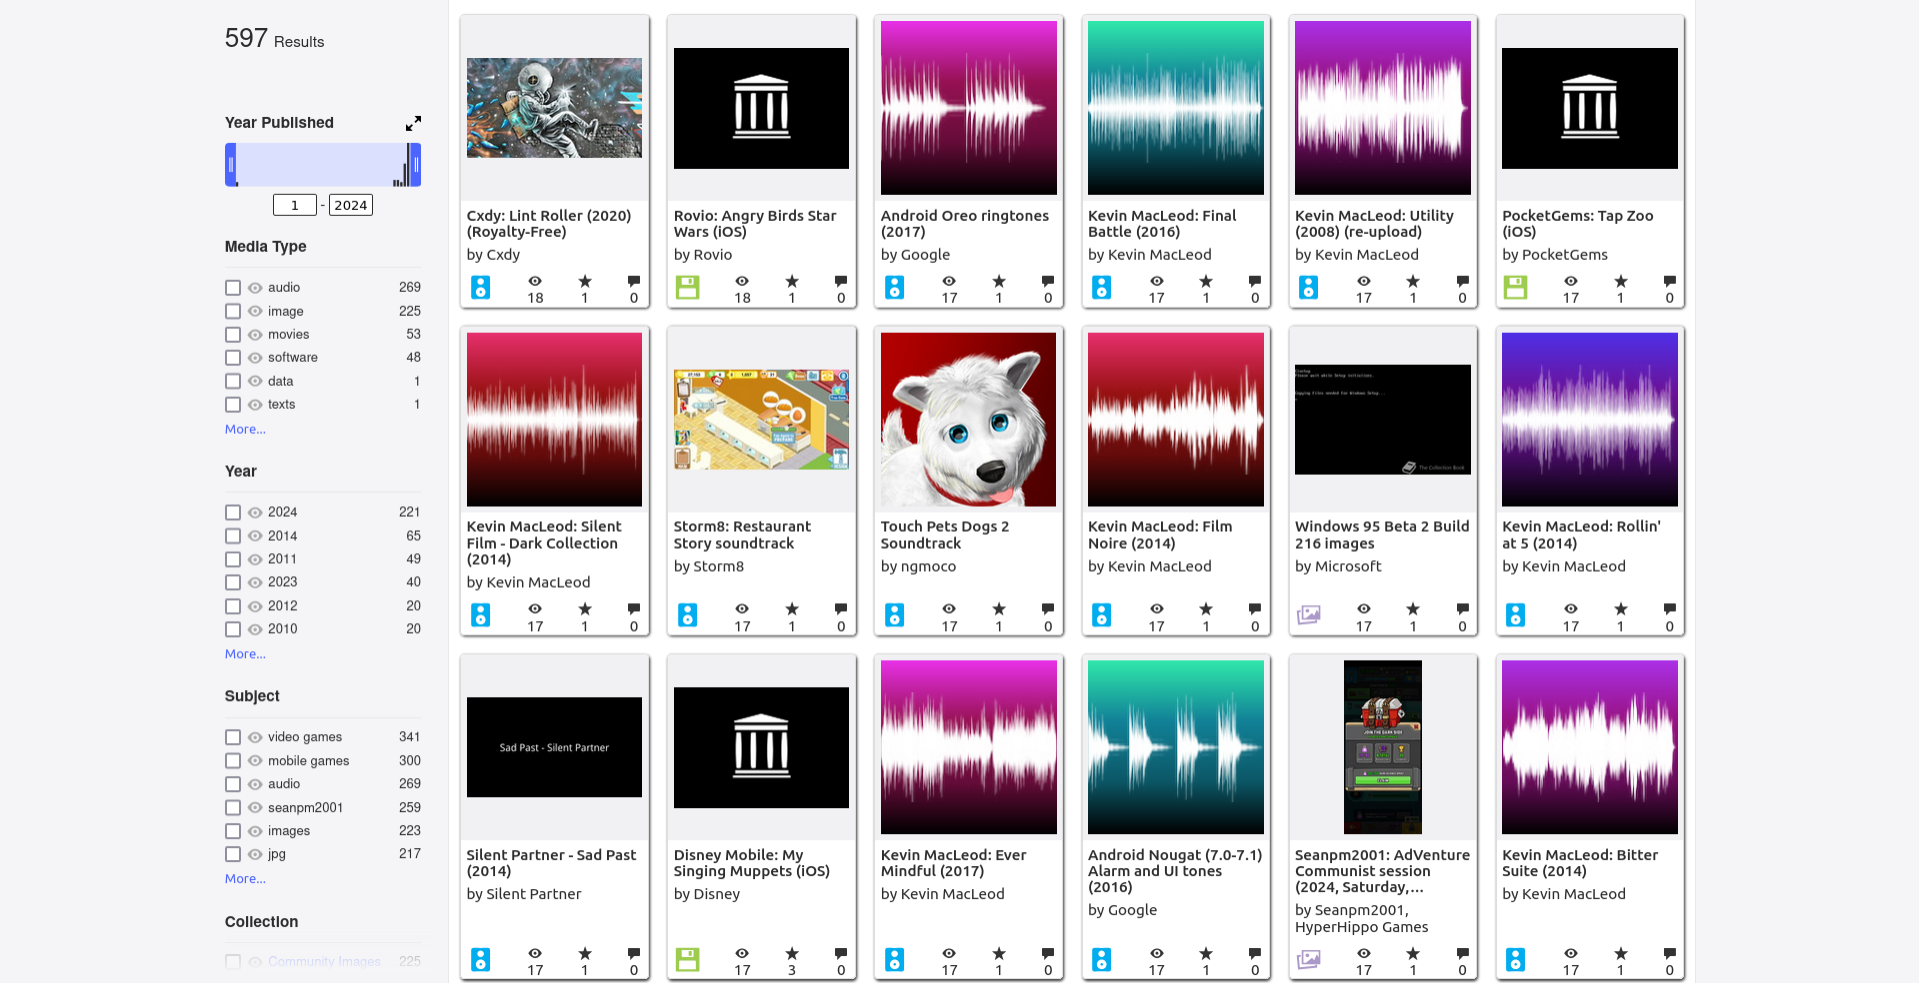 597 Results
Year Published
1 - 2024
Media Type
audio 269
image 225
movies 53
software 48
data 1
texts 1
More...
Year
2024 221
2014 65
2011 49
2023 40
2012 20
2010 20
More...
Subject
video games 341
mobile games 300
audio 269
seanpm2001 259
images 223
jpg 217
More...
Collection
Community Images 225
Cxdy: Lint Roller (2020)
(Royalty-Free)
by Cxdy
18 1 0
Rovio: Angry Birds Star
Wars (iOS)
by Rovio
18 1 0
Android Oreo ringtones
(2017)
by Google
17 1 0
Kevin MacLeod: Final
Battle (2016)
by Kevin MacLeod
17 1 0
Kevin MacLeod: Utility
(2008) (re-upload)
by Kevin MacLeod
17 1 0
PocketGems: Tap Zoo
(iOS)
by PocketGems
17 1 0
Kevin MacLeod: Silent
Film - Dark Collection
(2014)
by Kevin MacLeod
17 1 0
Storm8: Restaurant
Story soundtrack
by Storm8
17 1 0
Touch Pets Dogs 2
Soundtrack
by ngmoco
17 1 0
Kevin MacLeod: Film
Noire (2014)
by Kevin MacLeod
17 1 0
The Collection Book
Windows 95 Beta 2 Build
216 images
by Microsoft
17 1 0
Kevin MacLeod: Rollin'
at 5 (2014)
by Kevin MacLeod
17 1 0
Sad Past - Silent Partner
Silent Partner - Sad Past
(2014)
by Silent Partner
17 1 0
Disney Mobile: My
Singing Muppets (iOS)
by Disney
17 3 0
Kevin MacLeod: Ever
Mindful (2017)
by Kevin MacLeod
17 1 0
Android Nougat (7.0-7.1)
Alarm and UI tones
(2016)
by Google
17 1 0
JOIN THE DARK SIDE!
Seanpm2001: AdVenture
Communist session
(2024, Saturday,...
by Seanpm2001,
HyperHippo Games
17 1 0
Kevin MacLeod: Bitter
Suite (2014)
by Kevin MacLeod
17 1 0